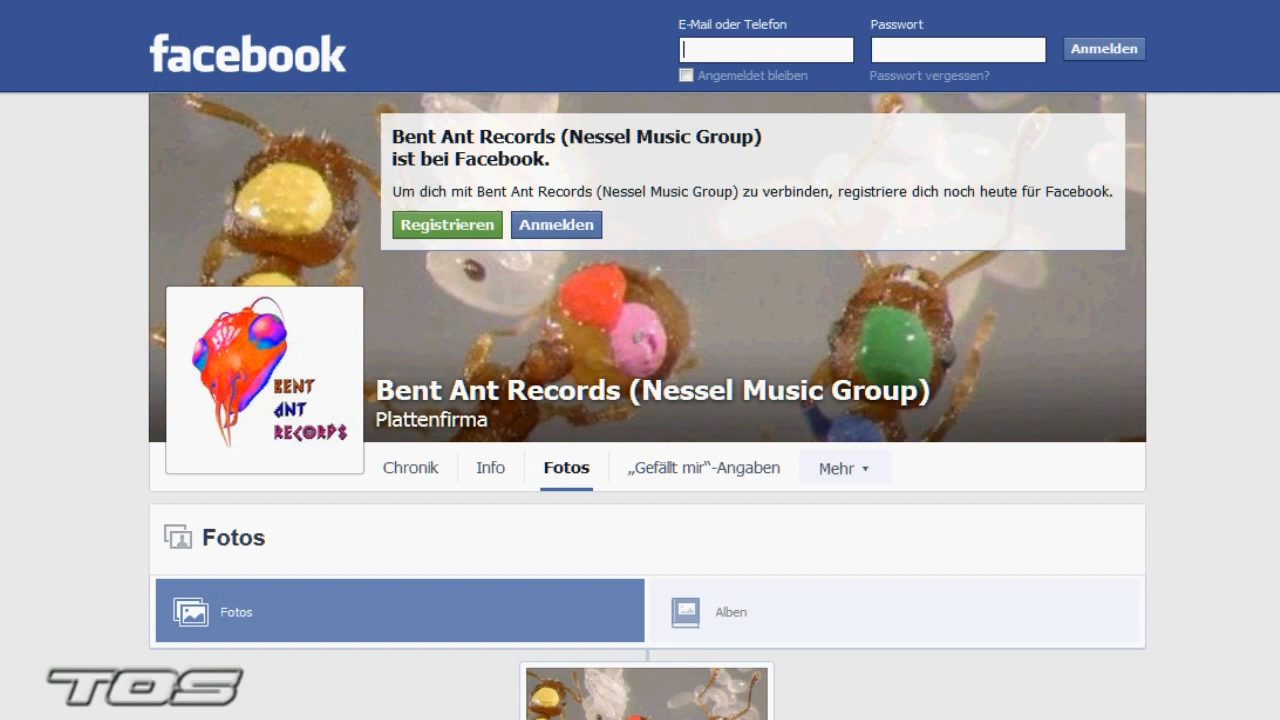 E-Mail oder Telefon
Passwort
facebook
Anmelden
Angemeldet bleiben
Passwort vergessen?
Bent Ant Records (Nessel Music Group)
ist bei Facebook.
Um dich mit Bent Ant Records (Nessel Music Group) zu verbinden, registriere dich noch heute für Facebook.
Registrieren
Anmelden
BENT
ANT
RECORDS
Bent Ant Records (Nessel Music Group)
Plattenfirma
Chronik
Info
Fotos
„Gefällt mir“-Angaben
Mehr
Fotos
Fotos
Alben
TOS